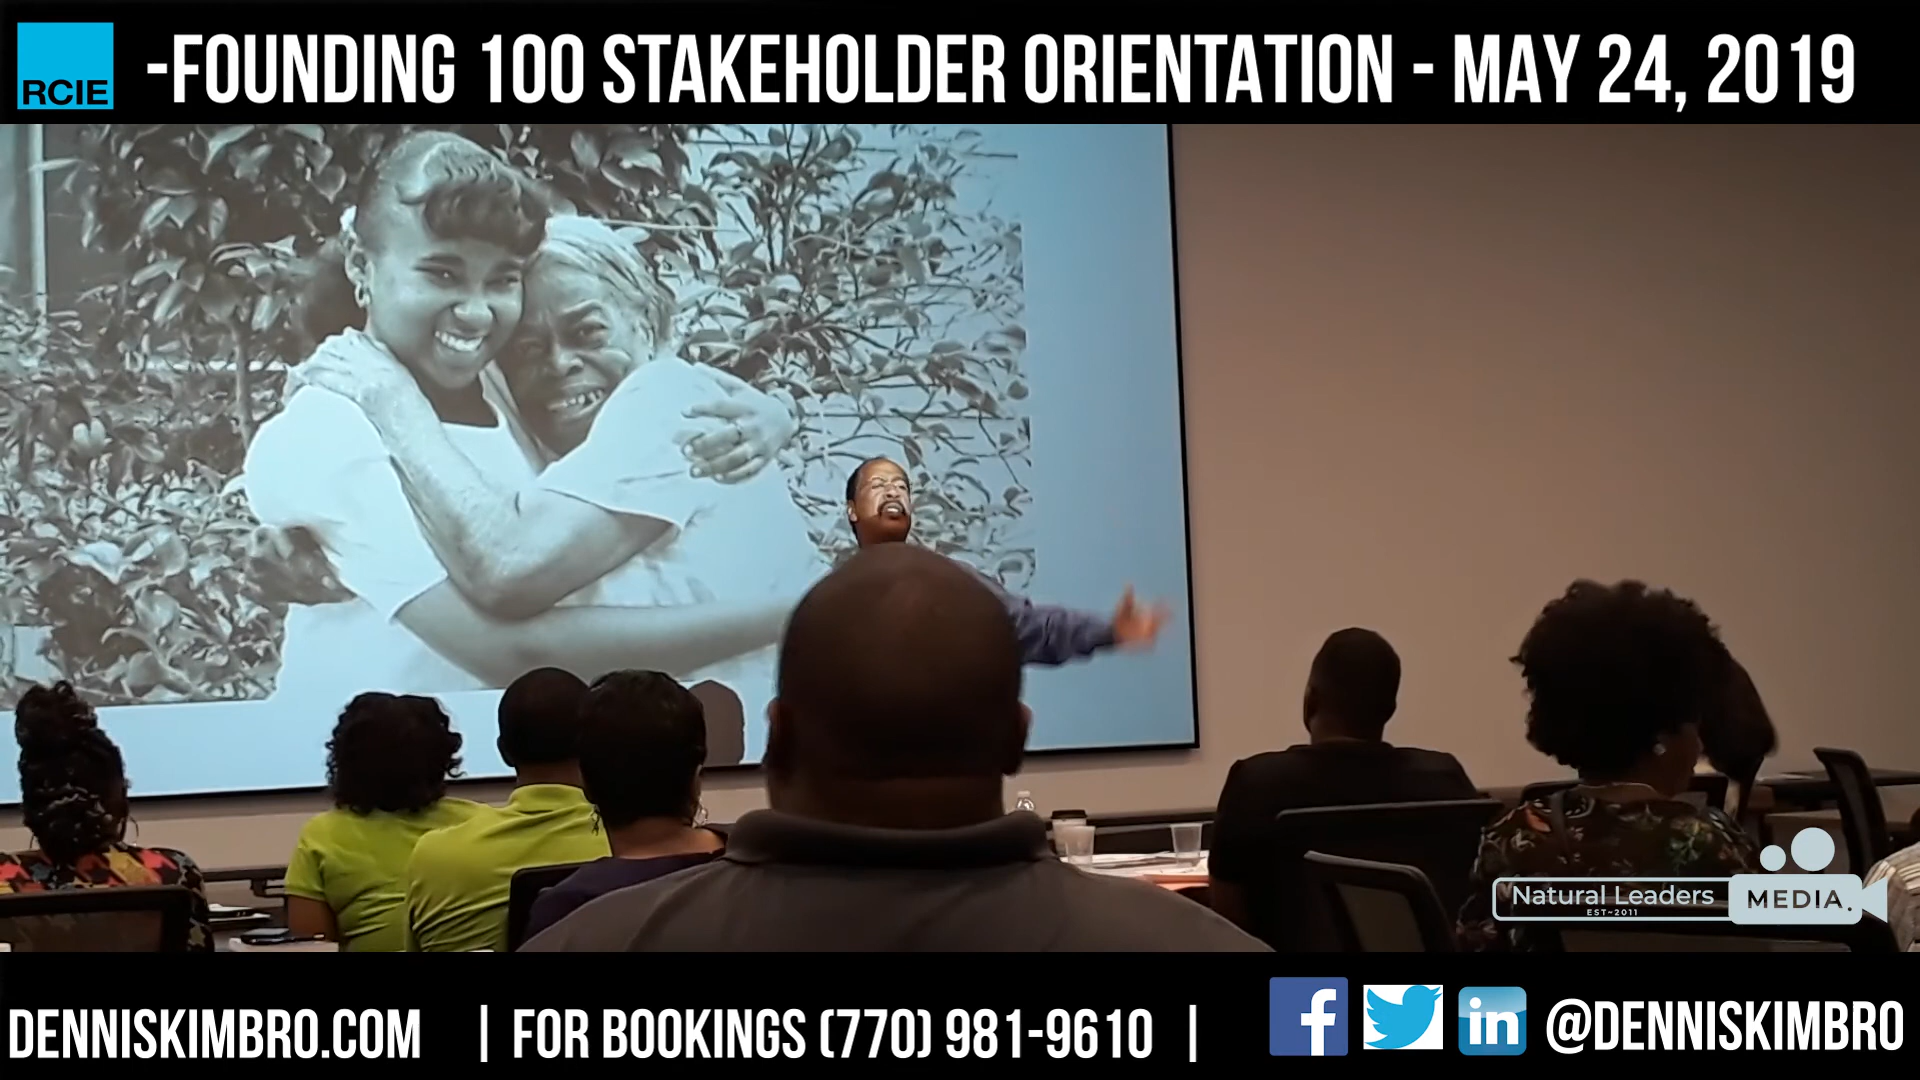 RCIE
-FOUNDING 100 STAKEHOLDER ORIENTATION - MAY 24, 2019
Natural Leaders
EST~2011
MEDIA.
DENNISKIMBRO.COM | FOR BOOKINGS (770) 981-9610 | f in @DENNISKIMBRO